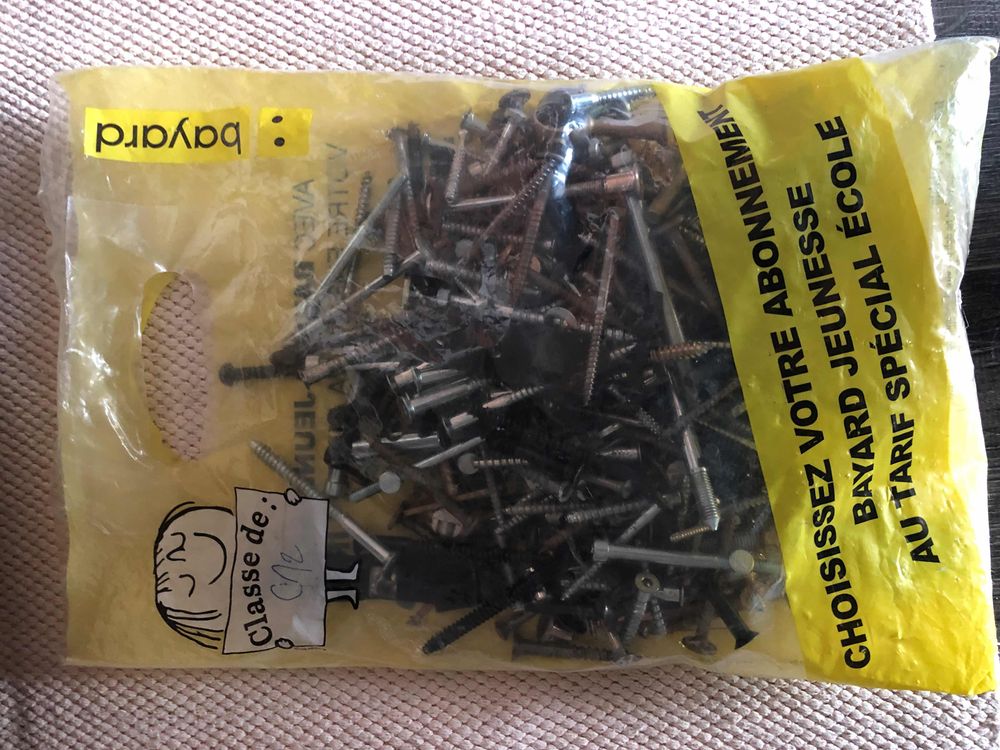 bayard
CHOISISSEZ VOTRE ABONNEMENT
BAYARD JEUNESSE
AU TARIF SPÉCIAL ÉCOLE
Classe de: